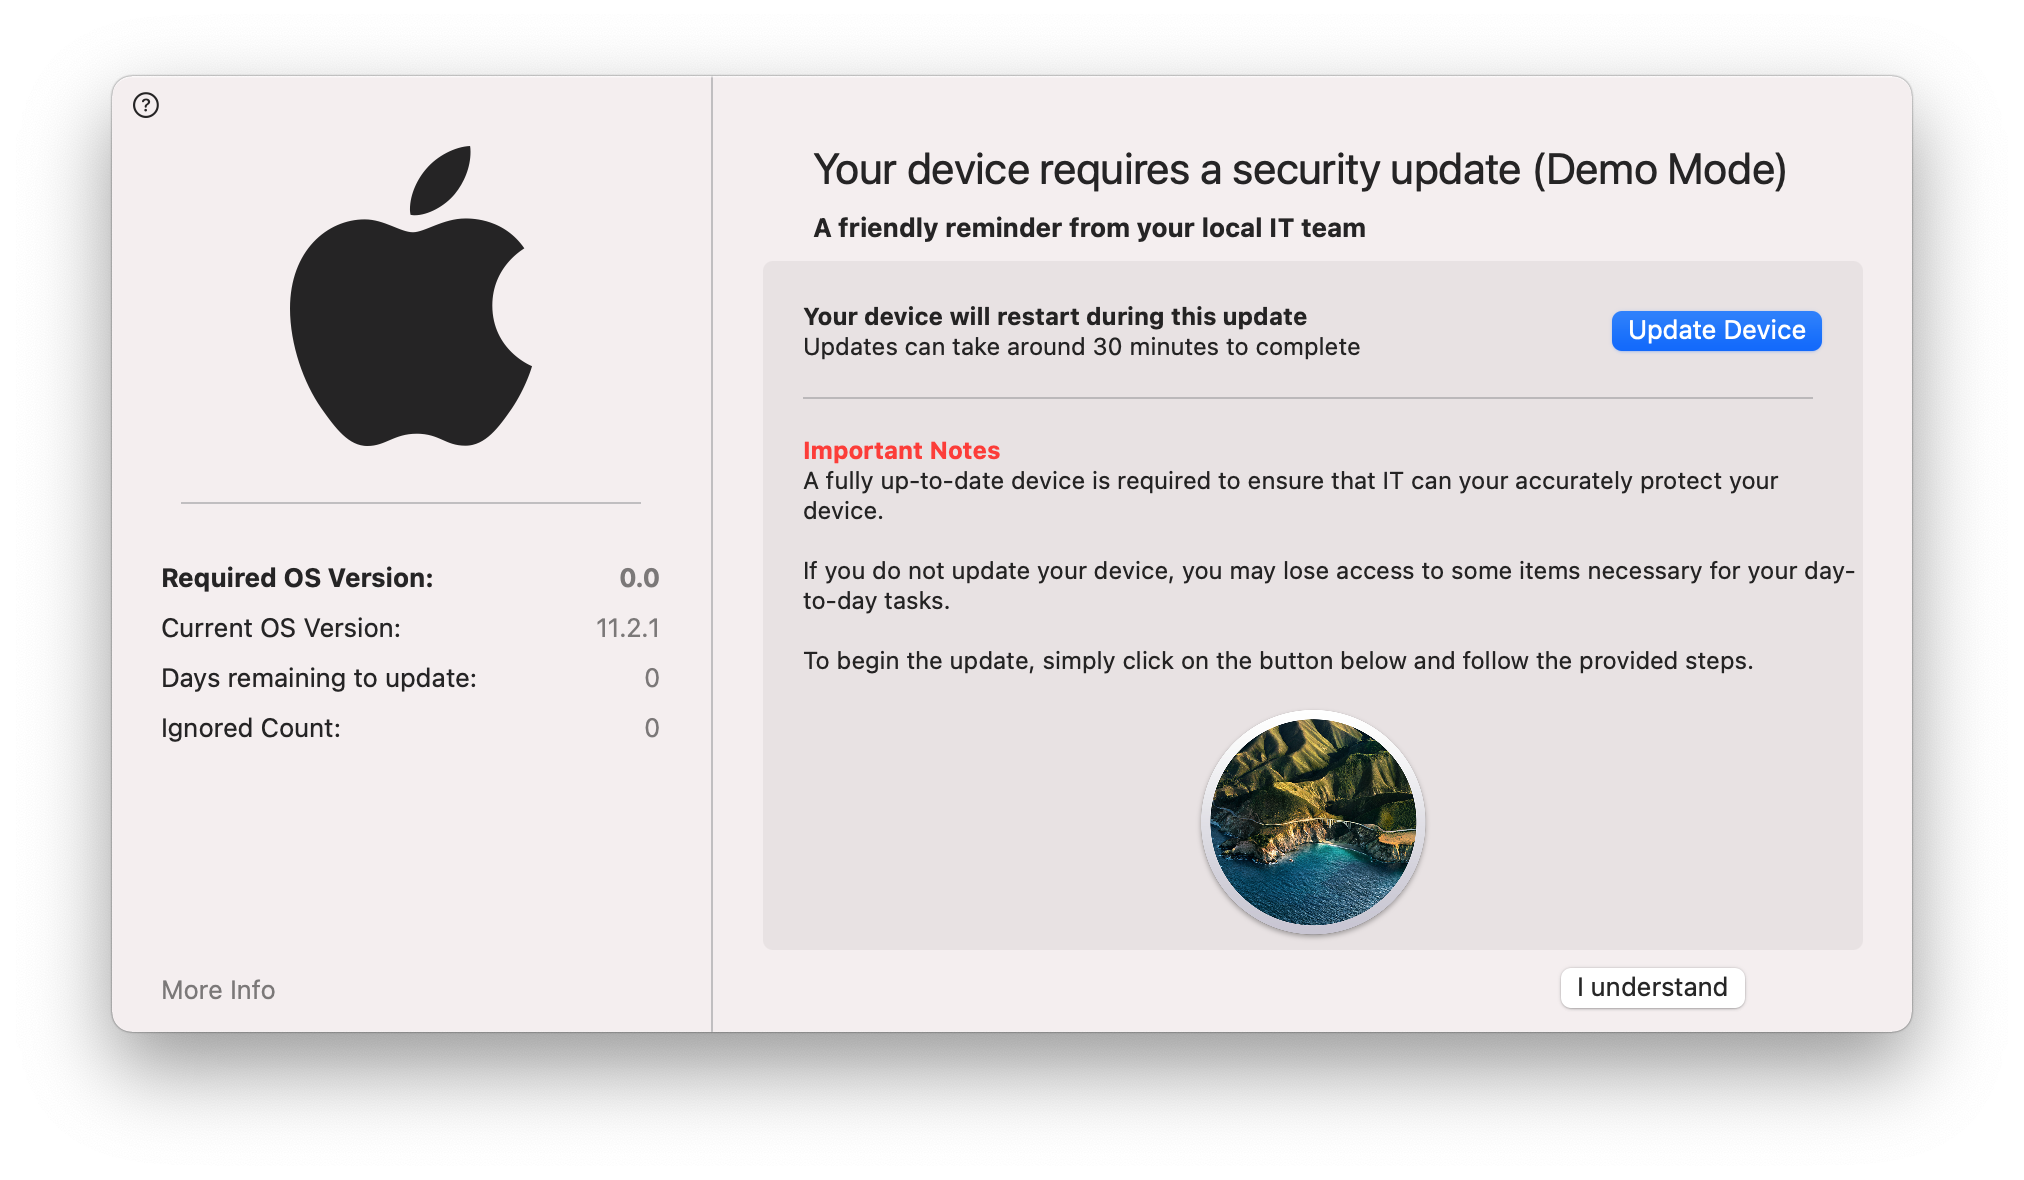 ?
Your device requires a security update (Demo Mode)
A friendly reminder from your local IT team
Your device will restart during this update
Updates can take around 30 minutes to complete
Update Device
Important Notes
A fully up-to-date device is required to ensure that IT can your accurately protect your
device.
If you do not update your device, you may lose access to some items necessary for your day-
to-day tasks.
To begin the update, simply click on the button below and follow the provided steps.
Required OS Version: 0.0
Current OS Version: 11.2.1
Days remaining to update: 0
Ignored Count: 0
More Info
I understand